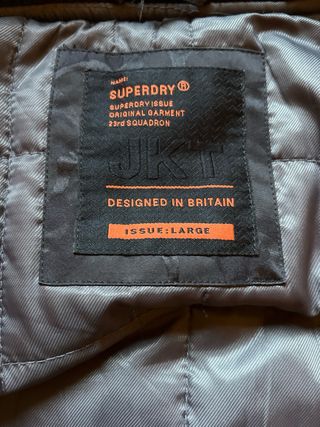 NAME:
SUPERDRY®
SUPERDRY ISSUE
ORIGINAL GARMENT
23rd SQUADRON
JKT
DESIGNED IN BRITAIN
ISSUE:LARGE